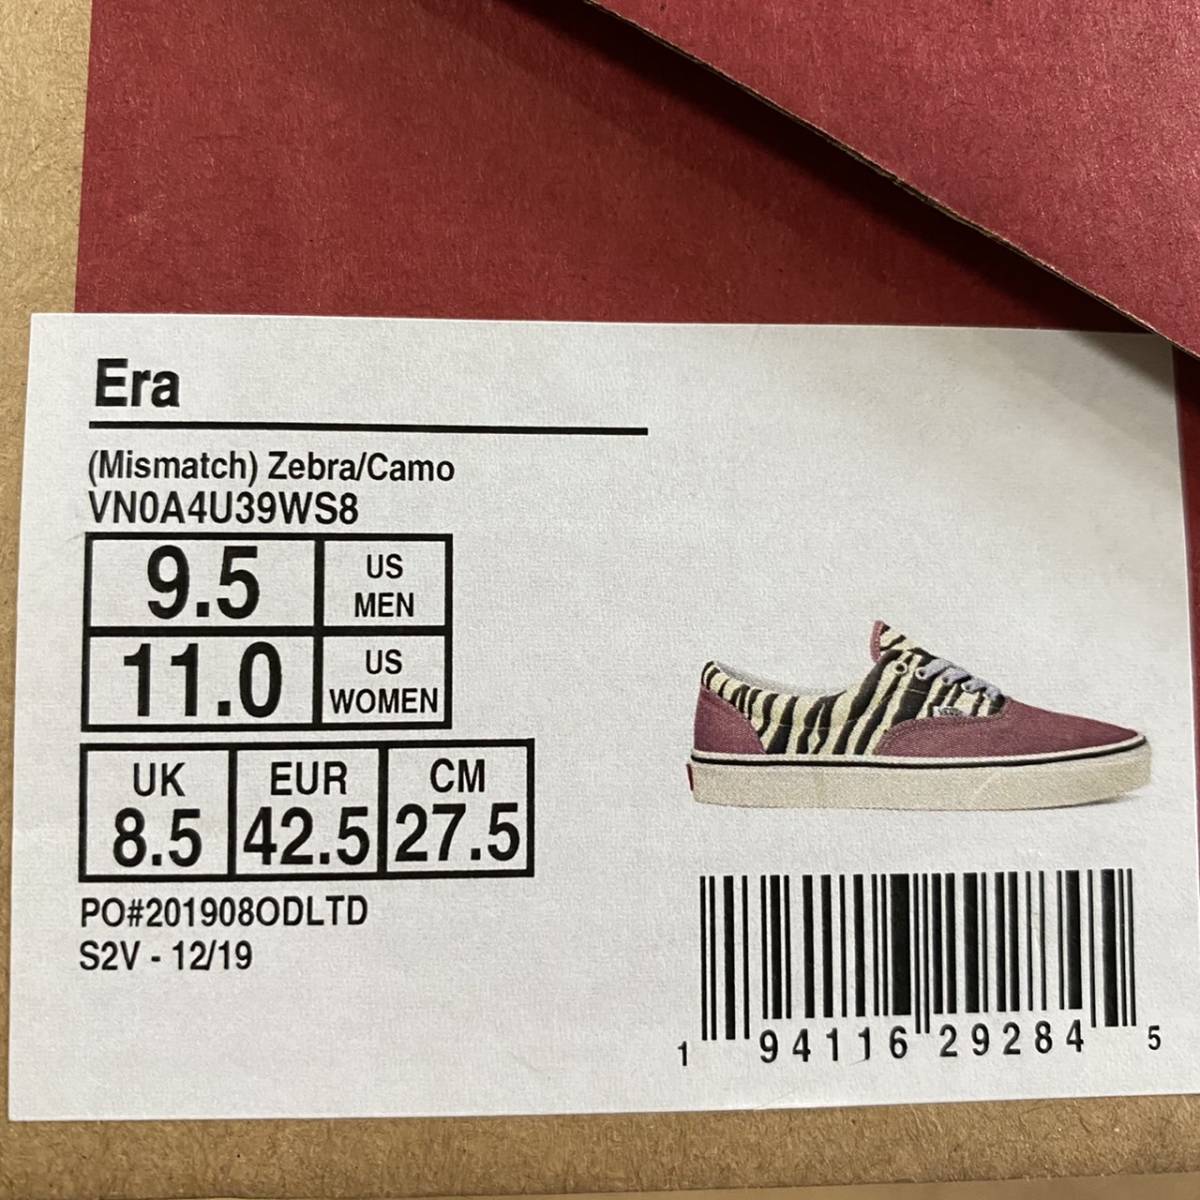 Era
(Mismatch) Zebra/Camo
VN0A4U39WS8
9.5 US MEN
11.0 US WOMEN
UK EUR CM
8.5 42.5 27.5
PO#201908ODLTD
S2V - 12/19
1 94116 29284 5